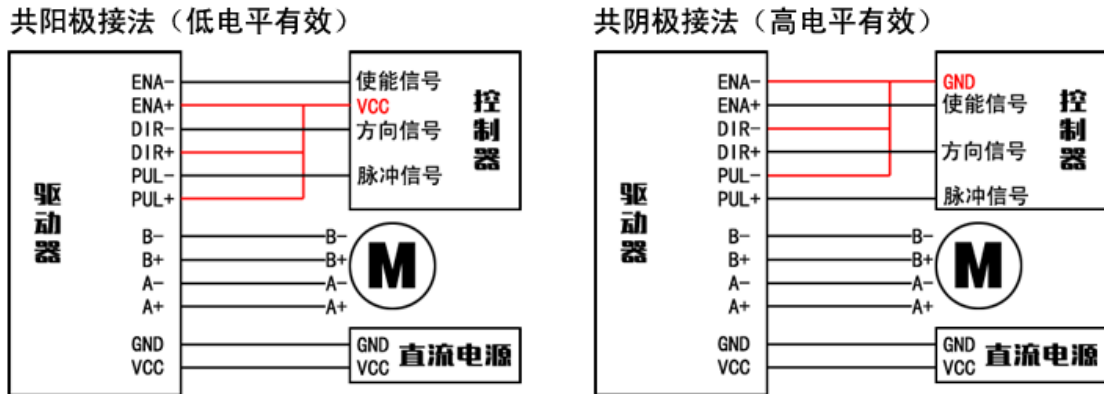 共阳极接法（低电平有效）
ENA-
ENA+
DIR-
DIR+
PUL-
PUL+
驱动器
B-
B+
A-
A+
GND
VCC
使能信号
VCC
方向信号
脉冲信号
控制器
B-
B+
A-
A+
M
GND
VCC
直流电源
共阴极接法（高电平有效）
ENA-
ENA+
DIR-
DIR+
PUL-
PUL+
驱动器
B-
B+
A-
A+
GND
VCC
GND
使能信号
方向信号
脉冲信号
控制器
B-
B+
A-
A+
M
GND
VCC
直流电源